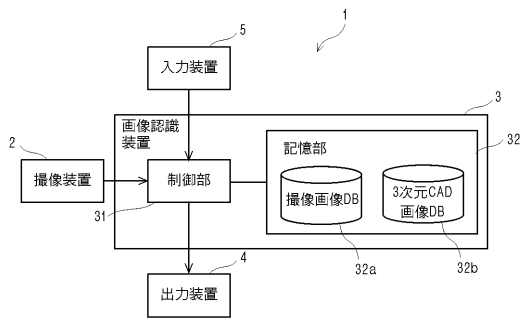 1
5
入力装置
3
画像認識
装置
32
2
記憶部
撮像装置
制御部
撮像画像DB
3次元CAD
画像DB
31
32a
32b
4
出力装置